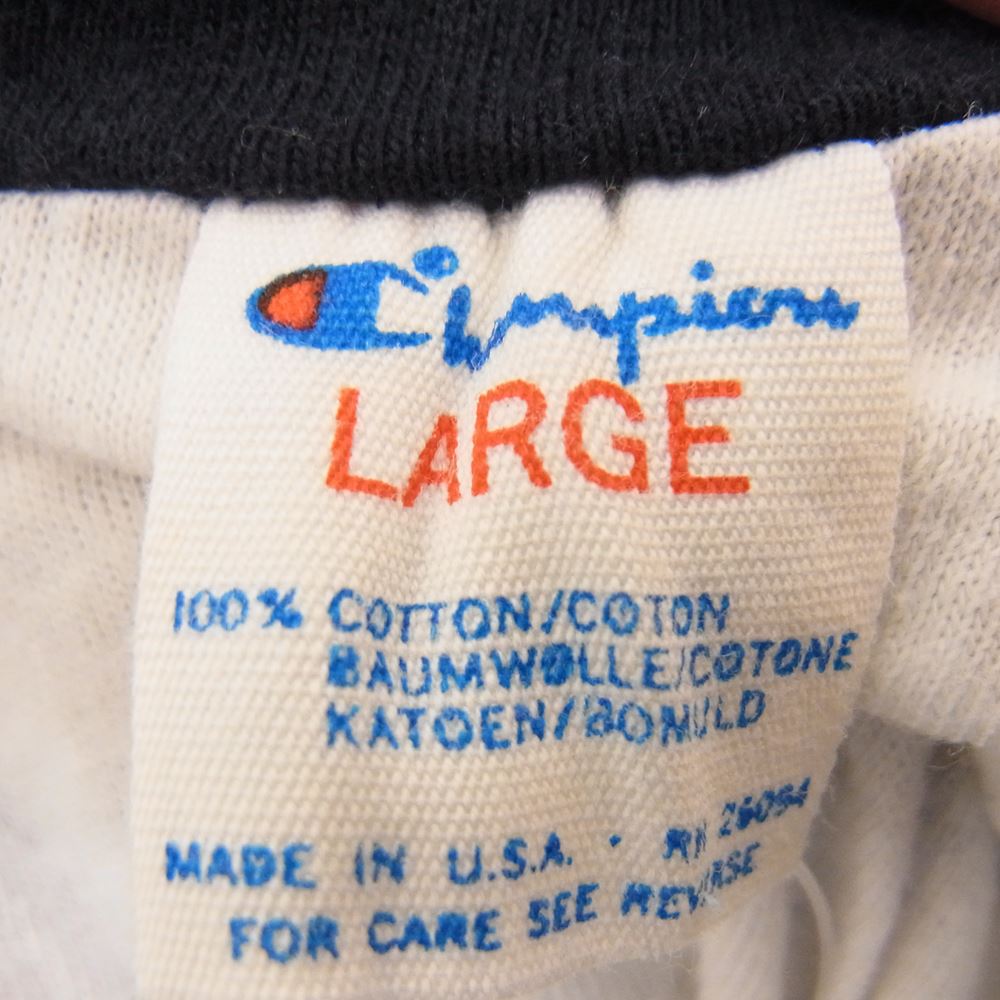 Champion
LARGE
100% COTTON/COTON
BAUMWOLLE/COTONE
KATOEN/BOMULD
MADE IN U.S.A. · RN 26094
FOR CARE SEE REVERSE